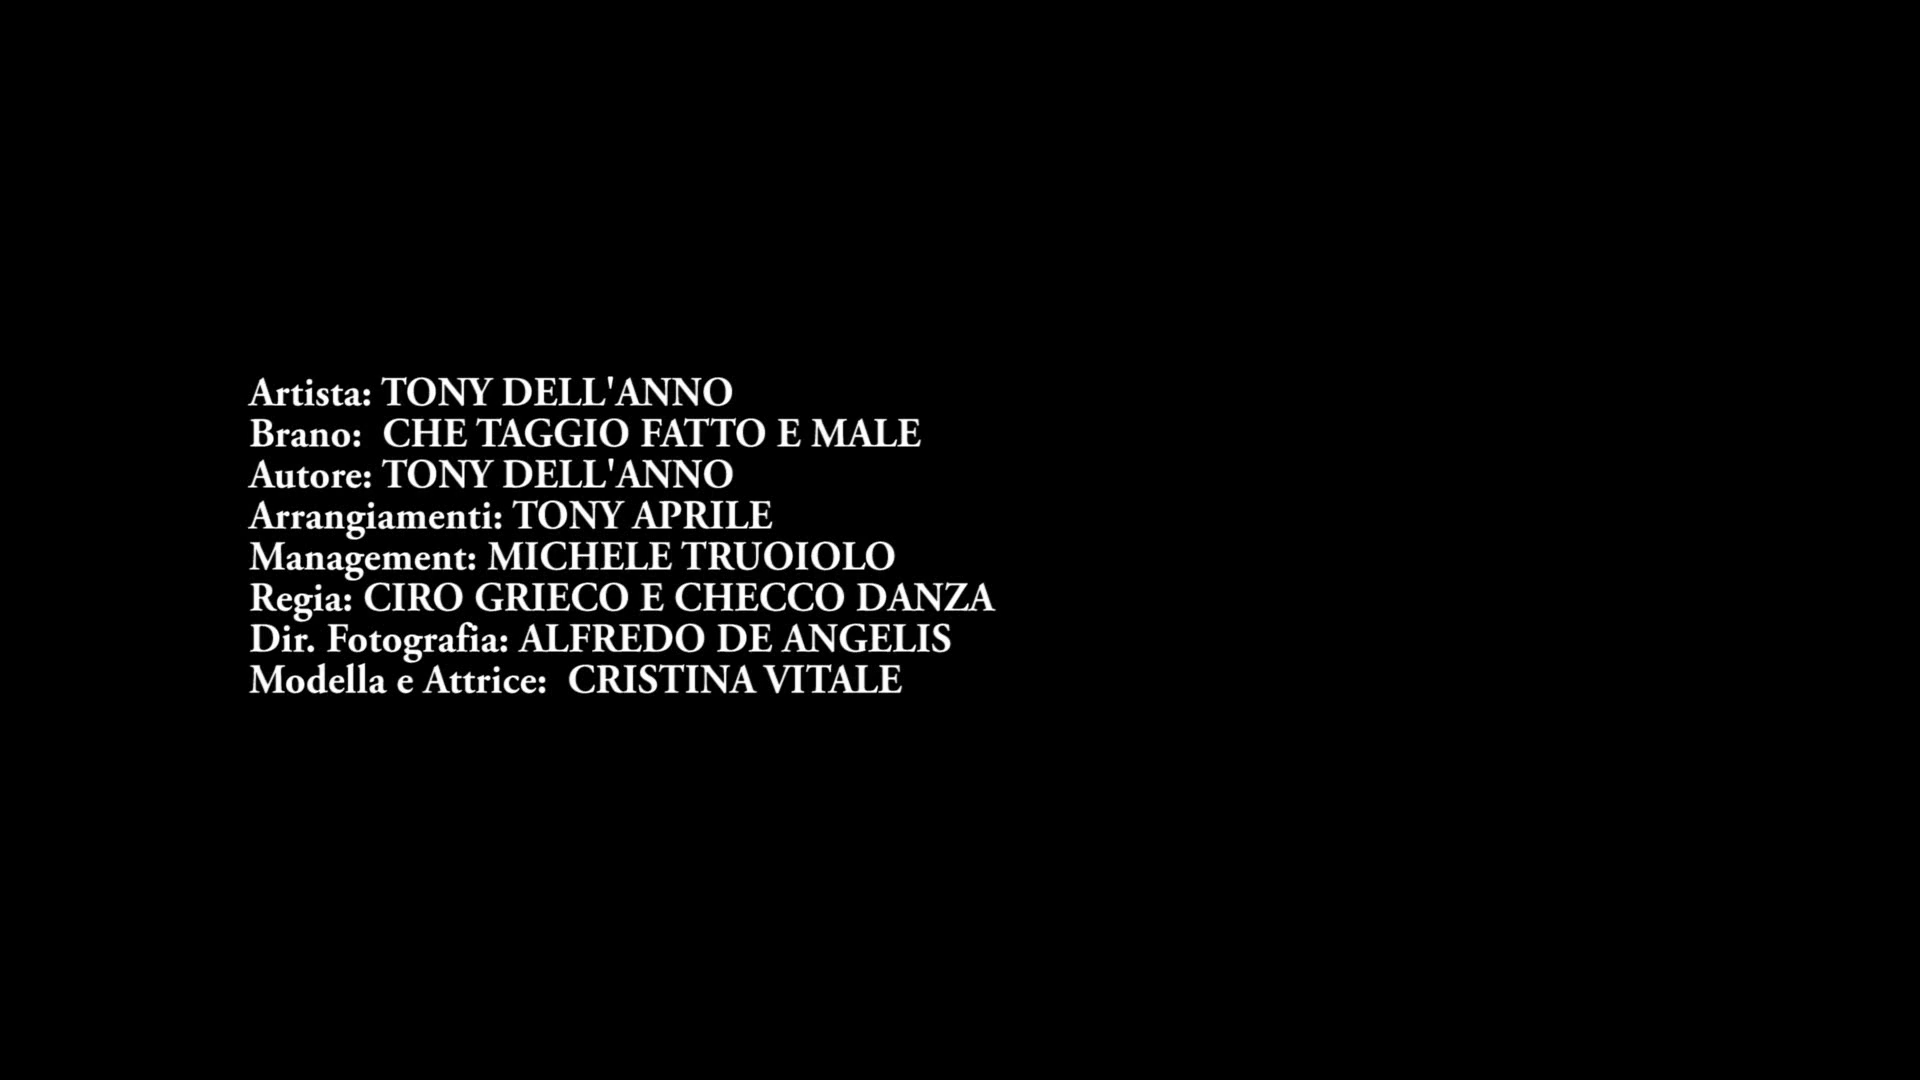 Artista: TONY DELL'ANNO
Brano:  CHE TAGGIO FATTO E MALE
Autore: TONY DELL'ANNO
Arrangiamenti: TONY APRILE
Management: MICHELE TRUOIOLO
Regia: CIRO GRIECO E CHECCO DANZA
Dir. Fotografia: ALFREDO DE ANGELIS
Modella e Attrice:  CRISTINA VITALE